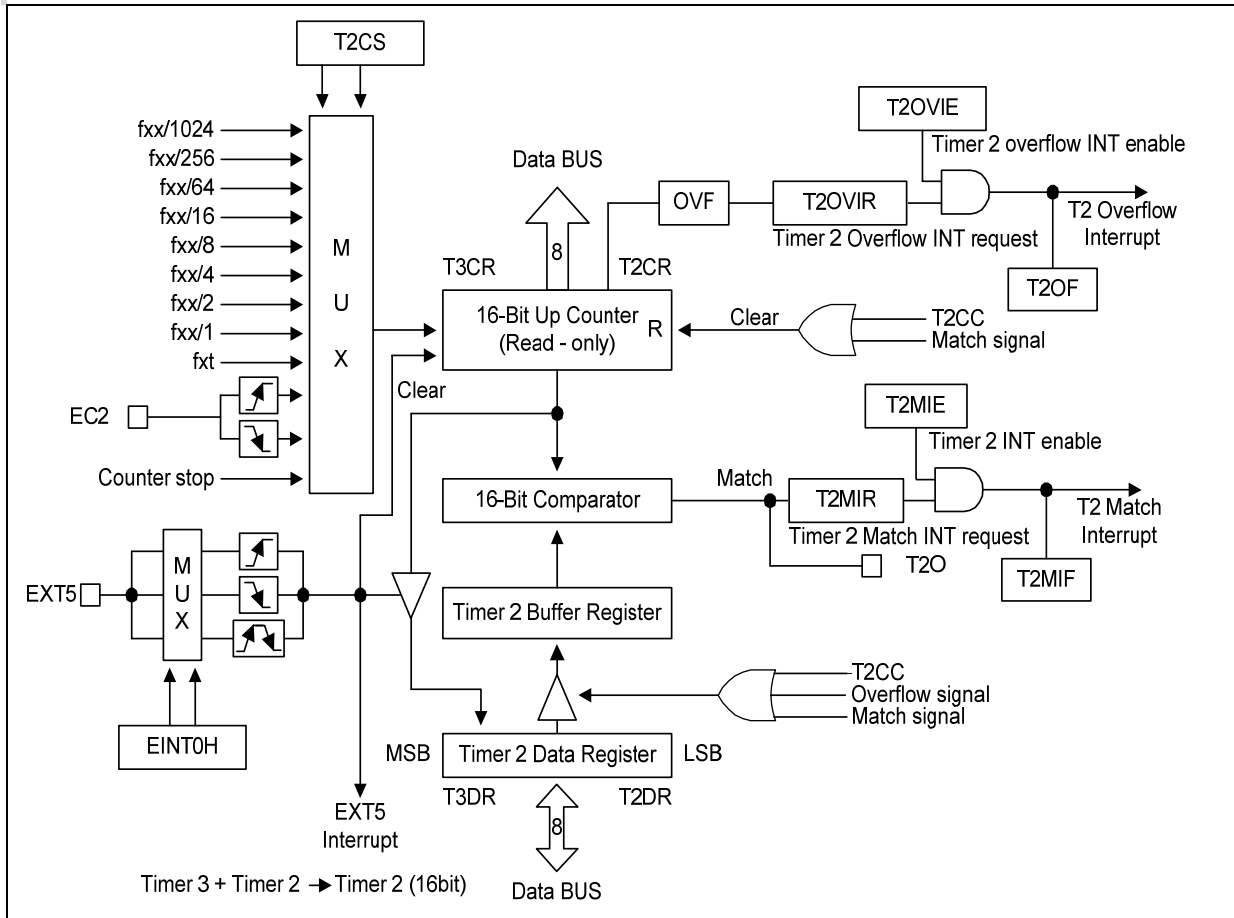 T2CS
fxx/1024
fxx/256
fxx/64
fxx/16
fxx/8
fxx/4
fxx/2
fxx/1
fxt
EC2
Counter stop
M
U
X
Data BUS
8
T3CR
T2CR
16-Bit Up Counter
(Read - only)
R
Clear
OVF
T2OVIR
Timer 2 Overflow INT request
T2OVIE
Timer 2 overflow INT enable
T2 Overflow
Interrupt
T2OF
Clear
T2CC
Match signal
T2MIE
Timer 2 INT enable
16-Bit Comparator
Match
T2MIR
Timer 2 Match INT request
T2O
T2 Match
Interrupt
T2MIF
EXT5
M
U
X
EINT0H
Timer 2 Buffer Register
T2CC
Overflow signal
Match signal
MSB
Timer 2 Data Register
LSB
T3DR
T2DR
8
Data BUS
EXT5
Interrupt
Timer 3 + Timer 2 → Timer 2 (16bit)